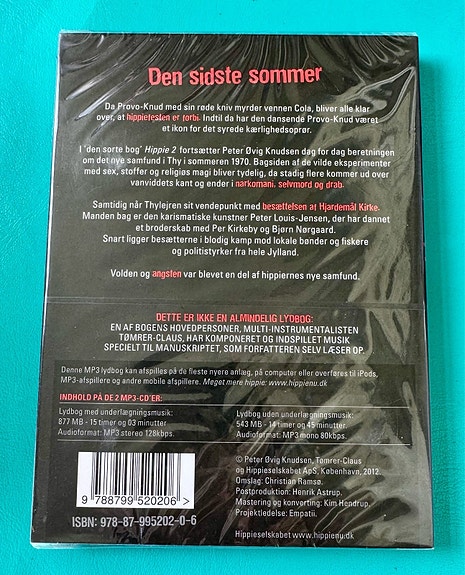 Den sidste sommer
Da Provo-Knud med sin røde kniv myrder vennen Cola, bliver alle klar
over, at hippiefesten er forbi. Indtil da har den dansende Provo-Knud været
et ikon for det syrede kærlighedsoprør.
I "den sorte bog" Hippie 2 fortsætter Peter Øvig Knudsen dag for dag beretningen
om det nye samfund i Thy i sommeren 1970. Bagsiden af de vilde eksperimenter
med sex, stoffer og religiøs magi bliver tydelig, da stadig flere kommer ud over
vanviddets kant og ender i narkomani, selvmord og drab.
Samtidig når Thylejren sit vendepunkt med besættelsen af Hjardemål Kirke.
Manden bag er den karismatiske kunstner Peter Louis-Jensen, der har dannet
et broderskab med Per Kirkeby og Bjørn Nørgaard.
Snart ligger besætterne i blodig kamp med lokale bønder og fiskere
og politistyrker fra hele Jylland.
Volden og angsten var blevet en del af hippiernes nye samfund.
DETTE ER IKKE EN ALMINDELIG LYDBOG:
EN AF BOGENS HOVEDPERSONER, MULTI-INSTRUMENTALISTEN
TØMRER-CLAUS, HAR KOMPONERET OG INDSPILLET MUSIK
SPECIELT TIL MANUSKRIPTET, SOM FORFATTEREN SELV LÆSER OP.
Denne MP3 lydbog kan afspilles på de fleste nyere anlæg, på computer eller overføres til iPods,
MP3-afspillere og andre mobile afspillere. Meget mere hippie: www.hippienu.dk
INDHOLD PÅ DE 2 MP3-CD'ER:
Lydbog med underlægningsmusik:
877 MB - 15 timer og 03 minutter
Audioformat: MP3 stereo 128kbps.
Lydbog uden underlægningsmusik:
543 MB - 14 timer og 45 minutter.
Audioformat: MP3 mono 80kbps.
© Peter Øvig Knudsen, Tømrer-Claus
og Hippieselskabet ApS, København, 2012.
Omslag: Christian Ramsø.
Postproduktion: Henrik Astrup.
Mastering og konvertering: Kim Hendrup.
Projektledelse: Empatii.
Hippieselskabet www.hippienu.dk
9 788799 520206 >
ISBN: 978-87-995202-0-6